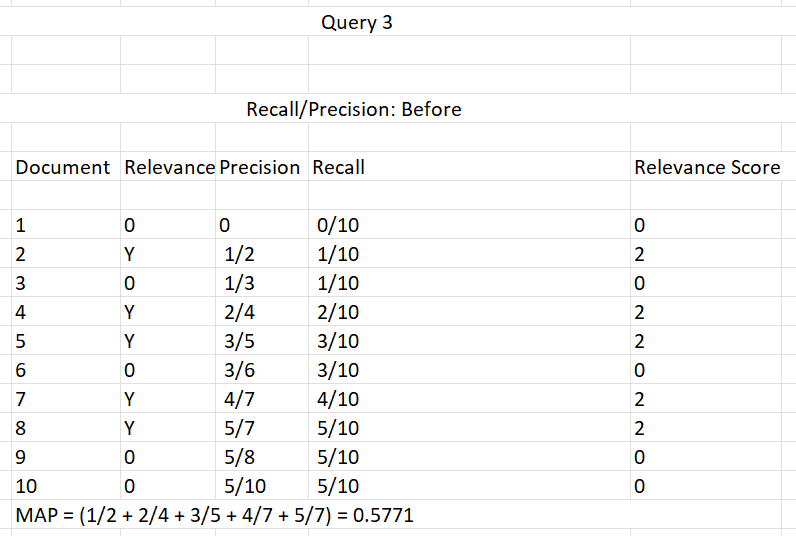 Query 3
Recall/Precision: Before
Document Relevance Precision Recall Relevance Score
1 0 0 0/10 0
2 Y 1/2 1/10 2
3 0 1/3 1/10 0
4 Y 2/4 2/10 2
5 Y 3/5 3/10 2
6 0 3/6 3/10 0
7 Y 4/7 4/10 2
8 Y 5/7 5/10 2
9 0 5/8 5/10 0
10 0 5/10 5/10 0
MAP = (1/2 + 2/4 + 3/5 + 4/7 + 5/7) = 0.5771